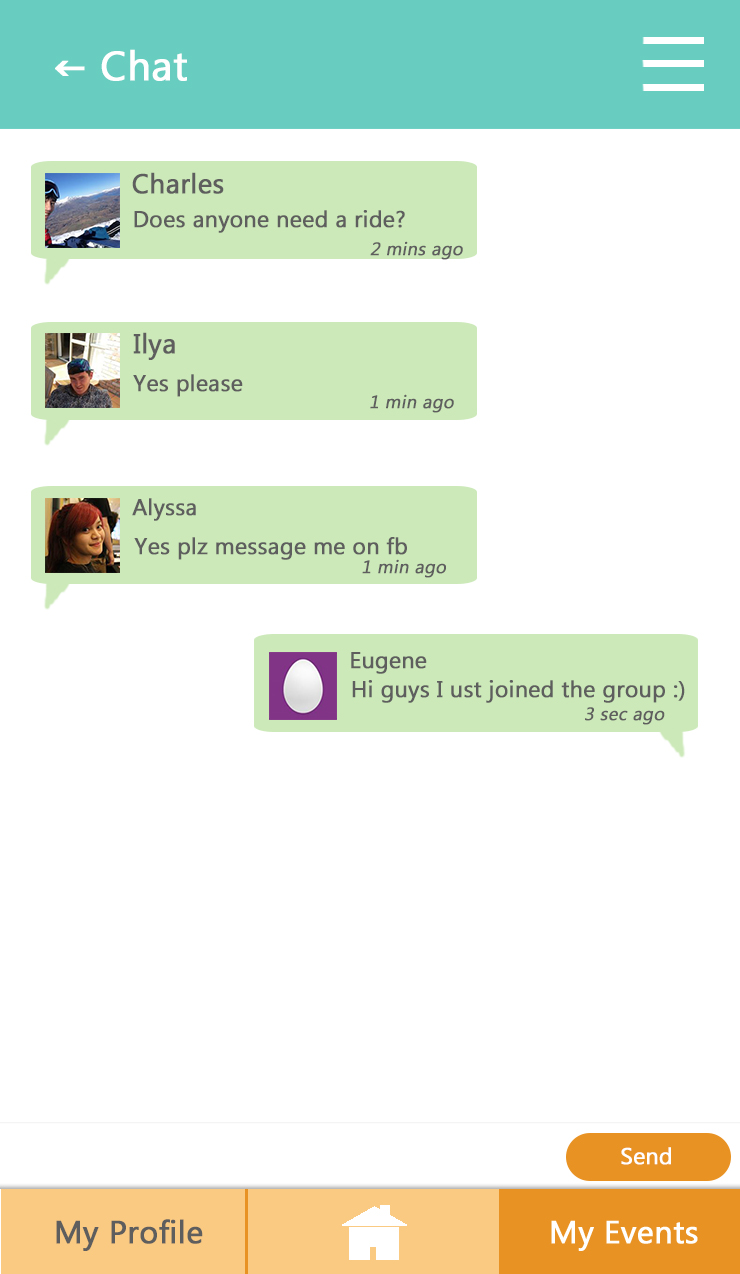 ← Chat
Charles
Does anyone need a ride?
2 mins ago
Ilya
Yes please
1 min ago
Alyssa
Yes plz message me on fb
1 min ago
Eugene
Hi guys I ust joined the group :)
3 sec ago
Send
My Profile
My Events